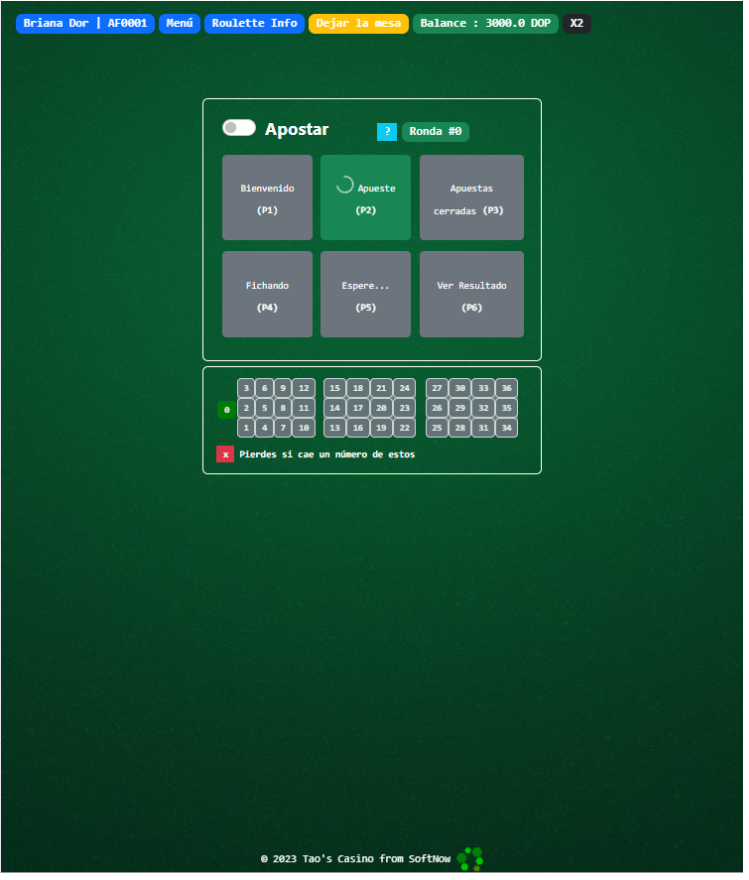 Briana Dor | AF0001 Menú Roulette Info Dejar la mesa Balance : 3000.0 DOP X2
Apostar ? Ronda #0
Bienvenido
(P1)
Apueste
(P2)
Apuestas
cerradas (P3)
Fichando
(P4)
Espere...
(P5)
Ver Resultado
(P6)
3 6 9 12 15 18 21 24 27 30 33 36
0 2 5 8 11 14 17 20 23 26 29 32 35
1 4 7 10 13 16 19 22 25 28 31 34
x Pierdes si cae un número de estos
© 2023 Tao's Casino from SoftNow